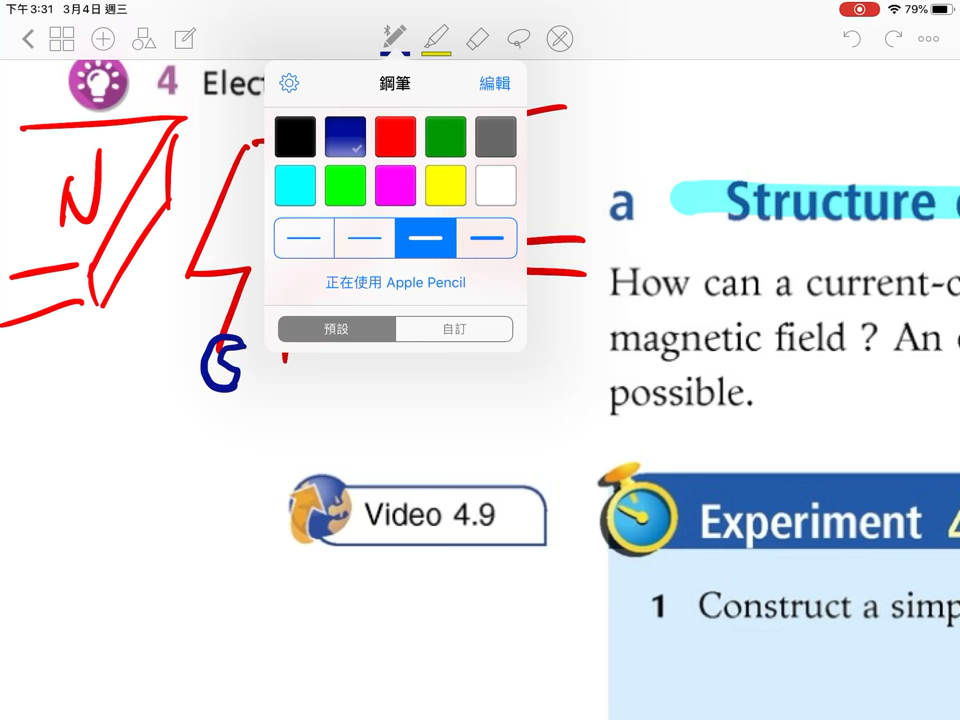 下午3:31 3月4日 週三
79%
4 Elec
鋼筆
編輯
正在使用 Apple Pencil
預設
自訂
N
a Structure
How can a current-c
magnetic field ? An
possible.
Video 4.9
Experiment
1 Construct a simp